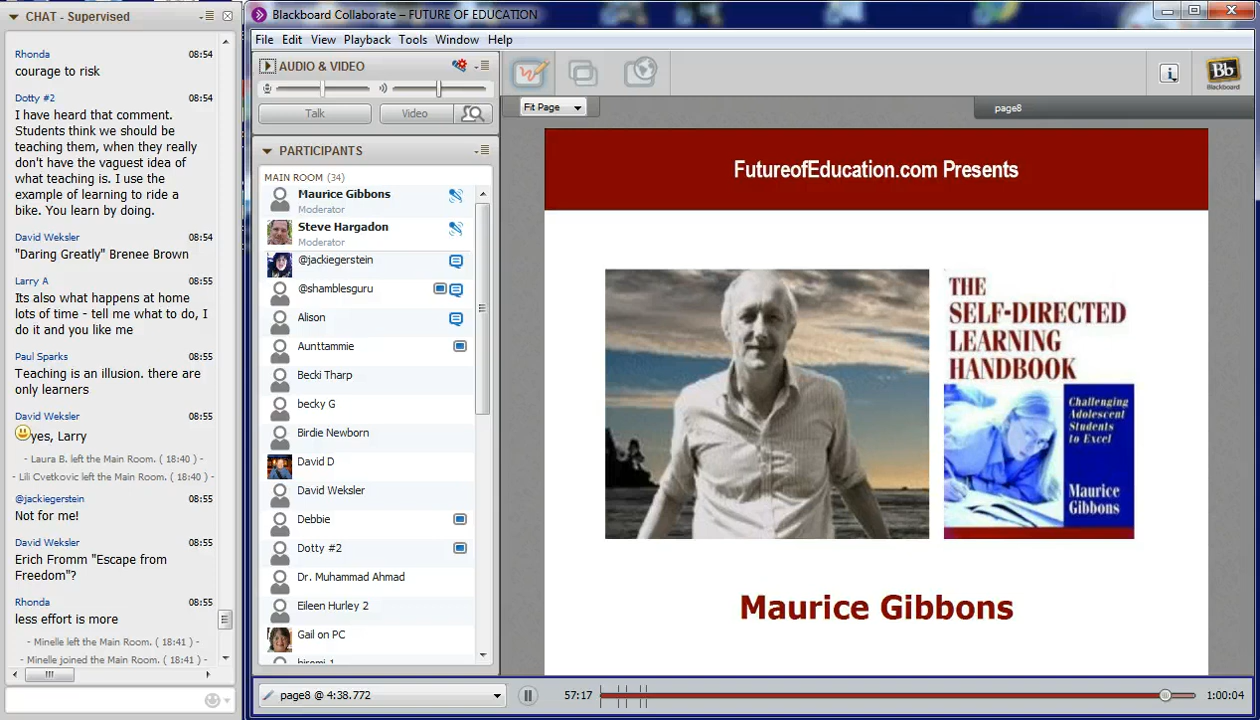 CHAT - Supervised
Rhonda 08:54
courage to risk
Dotty #2 08:54
I have heard that comment.
Students think we should be
teaching them, when they really
don't have the vaguest idea of
what teaching is. I use the
example of learning to ride a
bike. You learn by doing.
David Weksler 08:54
"Daring Greatly" Brenee Brown
Larry A 08:55
Its also what happens at home
lots of time - tell me what to do, I
do it and you like me
Paul Sparks 08:55
Teaching is an illusion. there are
only learners
David Weksler 08:55
yes, Larry
- Laura B. left the Main Room. ( 18:40 ) -
- Lili Cvetkovic left the Main Room. ( 18:40 ) -
@jackiegerstein 08:55
Not for me!
David Weksler 08:55
Erich Fromm "Escape from
Freedom"?
Rhonda 08:55
less effort is more
- Minelle left the Main Room. ( 18:41 ) -
- Minelle joined the Main Room. ( 18:41 ) -
Blackboard Collaborate – FUTURE OF EDUCATION
File Edit View Playback Tools Window Help
AUDIO & VIDEO
Talk Video
PARTICIPANTS
MAIN ROOM (34)
Maurice Gibbons
Moderator
Steve Hargadon
Moderator
@jackiegerstein
@shamblesguru
Alison
Aunttammie
Becki Tharp
becky G
Birdie Newborn
David D
David Weksler
Debbie
Dotty #2
Dr. Muhammad Ahmad
Eileen Hurley 2
Gail on PC
hiromi 1
Bb
Blackboard
Fit Page
page8
FutureofEducation.com Presents
THE
SELF-DIRECTED
LEARNING
HANDBOOK
Challenging
Adolescent
Students
to Excel
Maurice
Gibbons
Maurice Gibbons
page8 @ 4:38.772
57:17
1:00:04